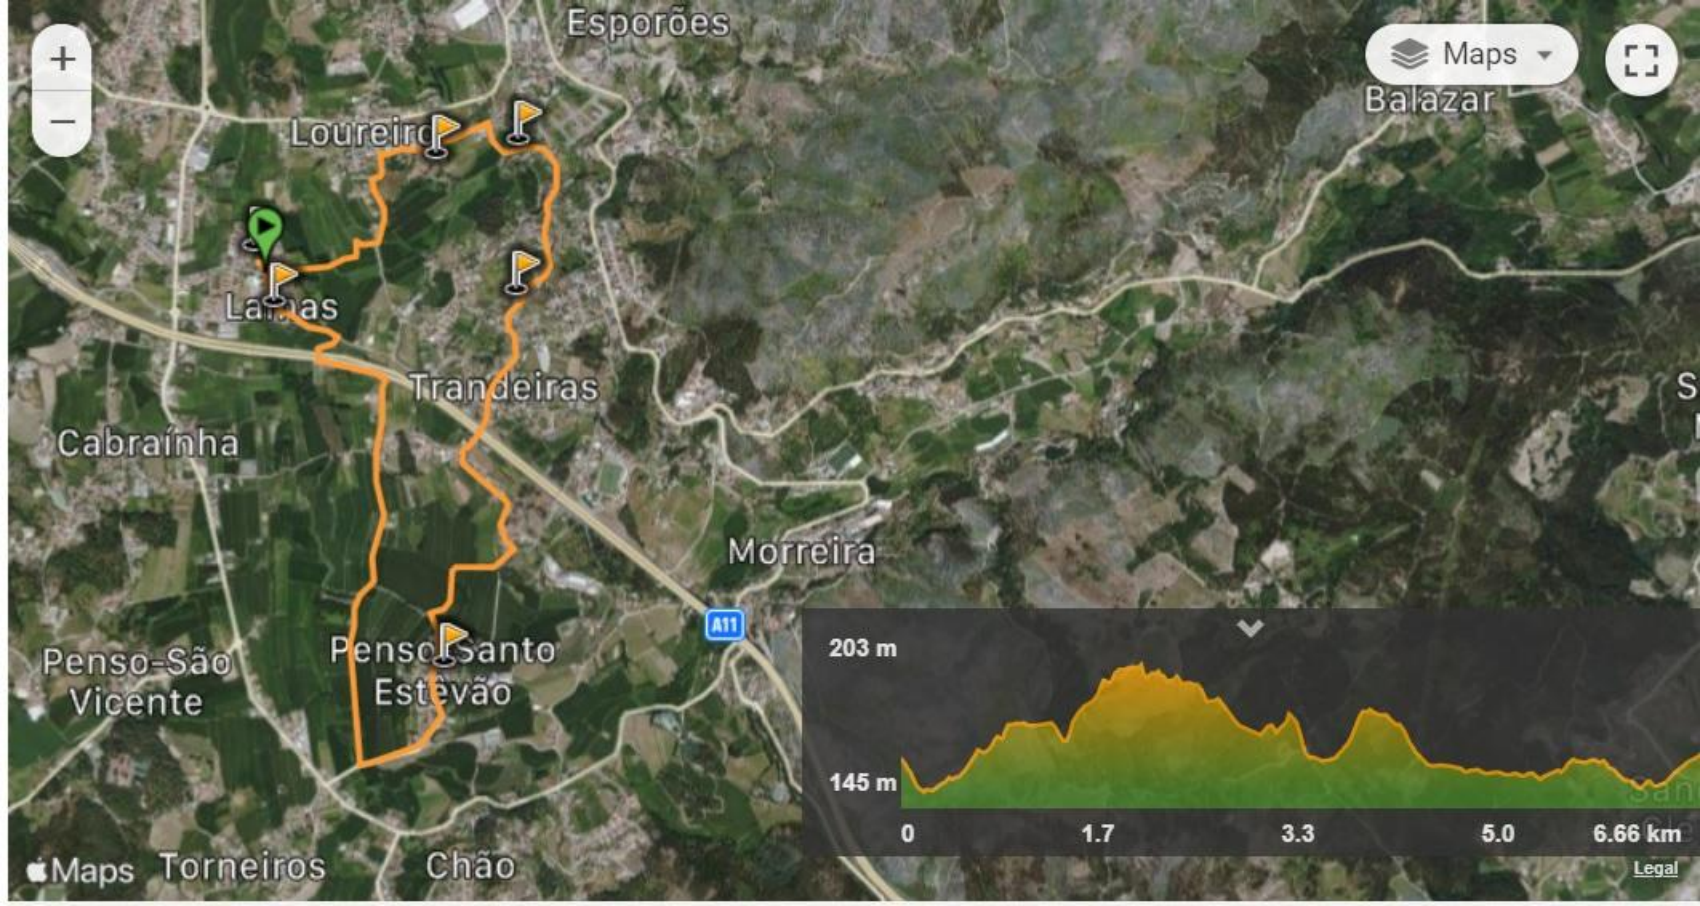 Esporões
+
−
Maps
Balazar
Loureiro
Lamas
Trandeiras
Cabraínha
Morreira
A11
Penso Santo
Estêvão
Penso-São
Vicente
203 m
145 m
0 1.7 3.3 5.0 6.66 km
Maps
Torneiros
Chão
Legal